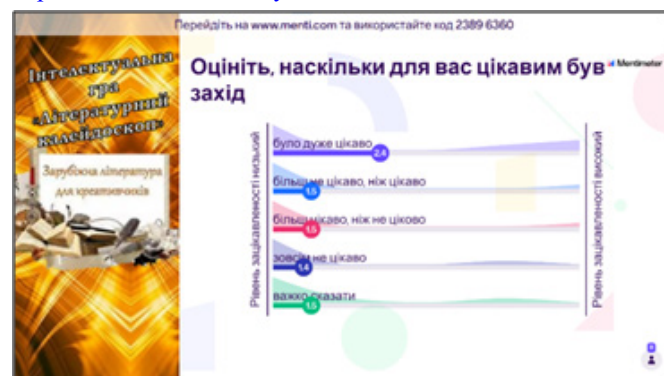 Перейдіть на www.menti.com та використайте код 2389 6360
Інтелектуальна
гра
«Літературний
калейдоскоп»
Зарубіжна література
для креативчиків
Оцініть, наскільки для вас цікавим був
захід
Mentimeter
Рівень зацікавленості низький
було дуже цікаво
2.4
більш не цікаво, ніж цікаво
1.5
більш цікаво, ніж не ціково
1.5
зовсім не цікаво
1.4
важко сказати
1.5
Рівень зацікавленості високий